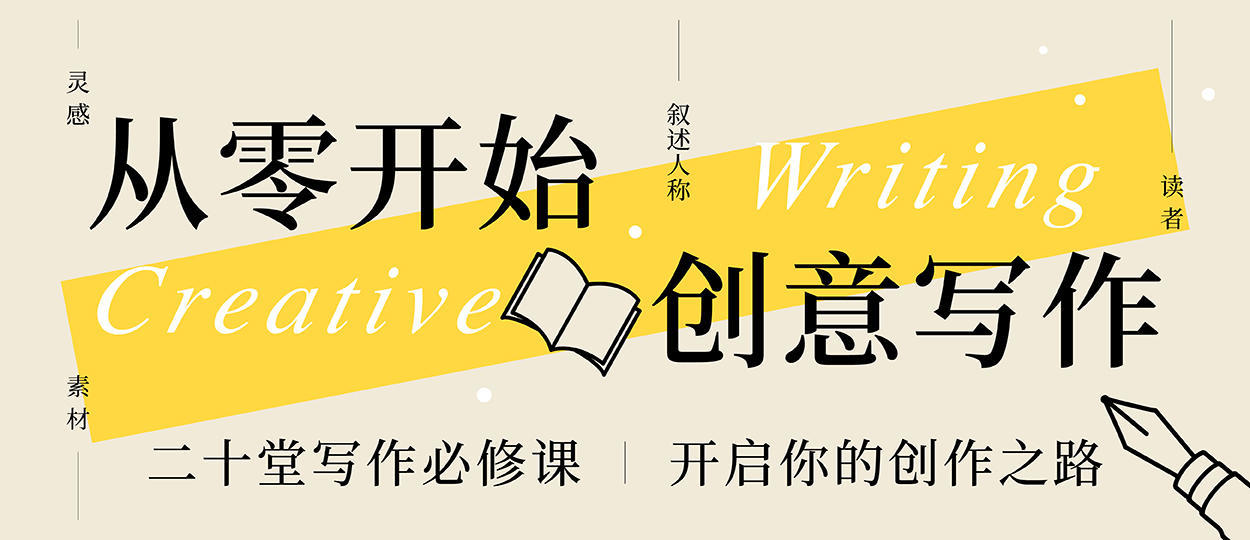 灵感
从零开始
叙述人称
Writing
读者
Creative
创意写作
素材
二十堂写作必修课｜开启你的创作之路